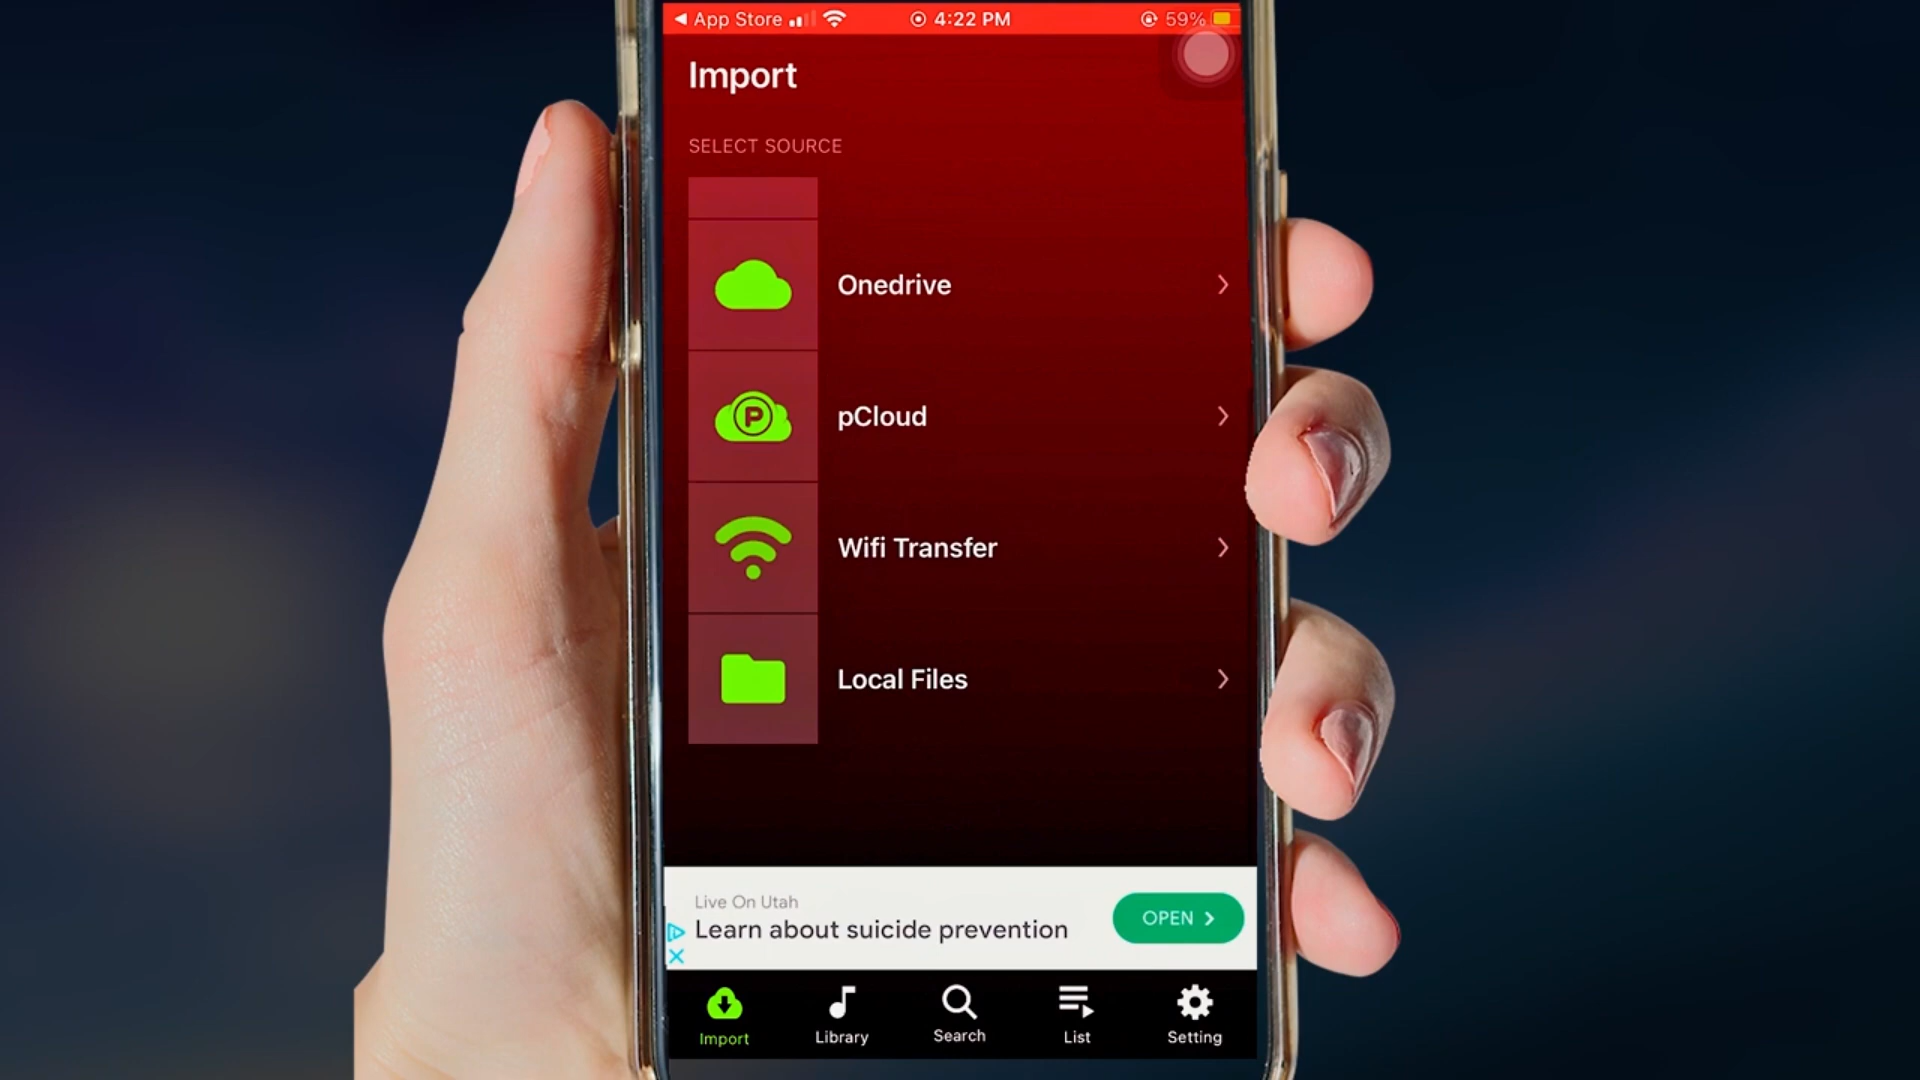 ◀ App Store 4:22 PM 59%
Import
SELECT SOURCE
Onedrive
P
pCloud
Wifi Transfer
Local Files
Live On Utah
Learn about suicide prevention
OPEN
Import Library Search List Setting